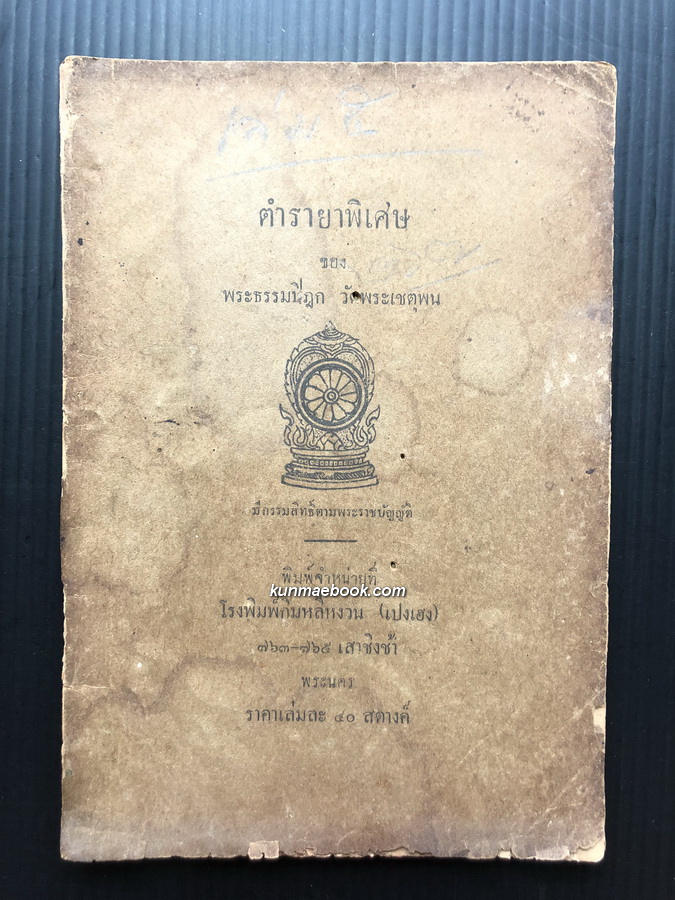 เล่ม ๕
ตำรายาพิเศษ
ของ
พระธรรมปิฎก วัดพระเชตุพน
มีกรรมสิทธิ์ตามพระราชบัญญัติ
พิมพ์จำหน่ายที่
kunmaebook.com
โรงพิมพ์กิมหลีหงวน (เปงเฮง)
๗๖๓–๗๖๕ เสาชิงช้า
พระนคร
ราคาเล่มละ ๔๐ สตางค์